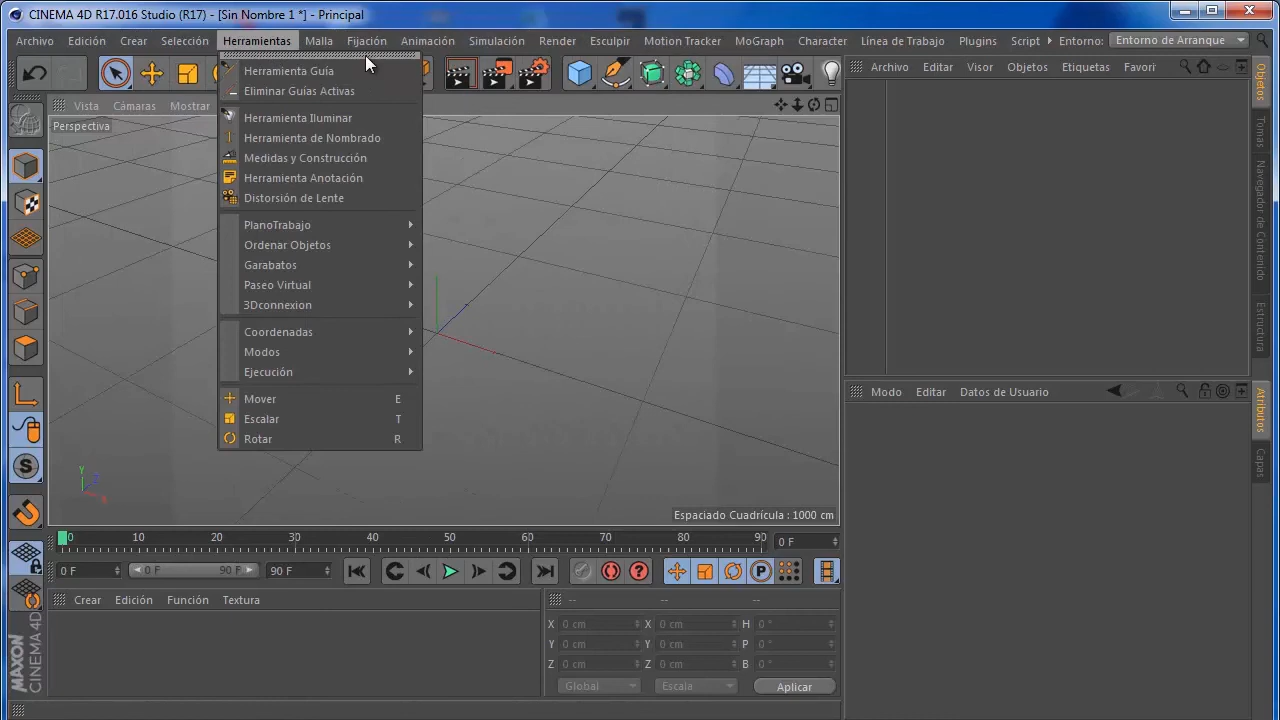 CINEMA 4D R17.016 Studio (R17) - [Sin Nombre 1 *] - Principal
Archivo Edición Crear Selección Herramientas Malla Fijación Animación Simulación Render Esculpir Motion Tracker MoGraph Character Línea de Trabajo Plugins Script Entorno: Entorno de Arranque
Herramienta Guía
Eliminar Guías Activas
Herramienta Iluminar
Herramienta de Nombrado
Medidas y Construcción
Herramienta Anotación
Distorsión de Lente
PlanoTrabajo
Ordenar Objetos
Garabatos
Paseo Virtual
3Dconnexion
Coordenadas
Modos
Ejecución
Mover E
Escalar T
Rotar R
Vista Cámaras Mostrar
Perspectiva
Y
Z
X
Espaciado Cuadrícula : 1000 cm
Archivo Editar Visor Objetos Etiquetas Favori
Objetos
Tomas
Navegador de Contenido
Estructura
Modo Editar Datos de Usuario
Atributos
Capas
0 10 20 30 40 50 60 70 80 90 0 F
0 F 0 F 90 F 90 F
Crear Edición Función Textura
-- -- --
X 0 cm X 0 cm H 0 °
Y 0 cm Y 0 cm P 0 °
Z 0 cm Z 0 cm B 0 °
Global Escala Aplicar
MAXON
CINEMA 4D